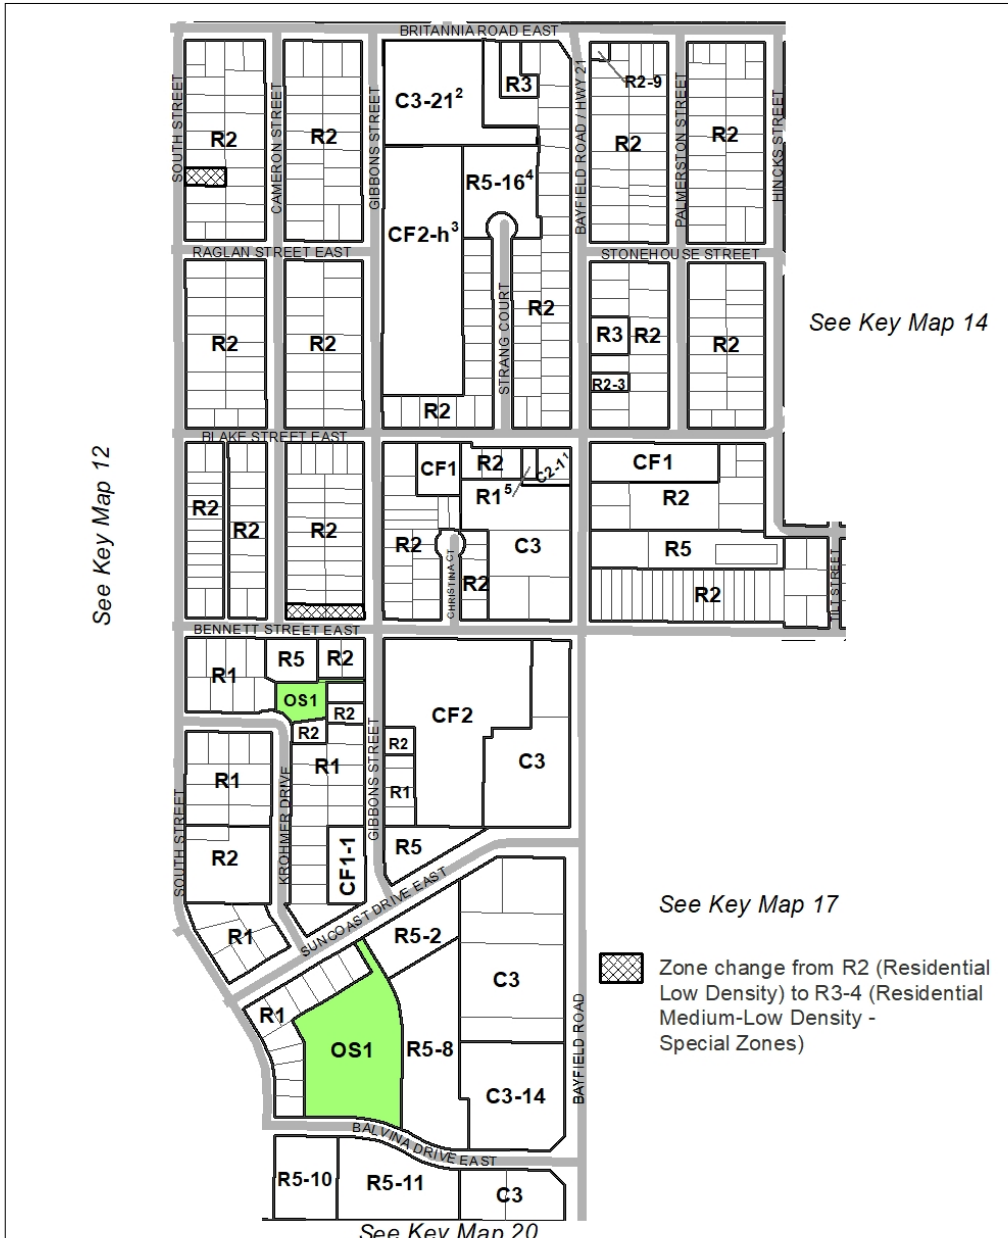 BRITANNIA ROAD EAST
SOUTH STREET
CAMERON STREET
GIBBONS STREET
BAYFIELD ROAD / HWY 21
PALMERSTON STREET
HINCKS STREET
R2
R2
C3-21²
R3
R2-9
R2
R2
R5-16⁴
CF2-h³
RAGLAN STREET EAST
STONEHOUSE STREET
STRANG COURT
R2
R2
R2
R3
R2
R2
R2-3
R2
See Key Map 14
BLAKE STREET EAST
See Key Map 12
R2
R2
R2
CF1
R2
C2-1¹
R1⁵
CF1
R2
R2
C3
R5
CHRISTINA CT
R2
R2
TILT STREET
BENNETT STREET EAST
R1
R5
R2
OS1
R2
R2
CF2
R2
C3
R1
R1
R1
SOUTH STREET
KROHMER DRIVE
GIBBONS STREET
R2
CF1-1
R5
R1
SUNCOAST DRIVE EAST
R5-2
C3
R1
OS1
R5-8
BAYFIELD ROAD
C3-14
See Key Map 17
Zone change from R2 (Residential
Low Density) to R3-4 (Residential
Medium-Low Density -
Special Zones)
BALVINA DRIVE EAST
R5-10
R5-11
C3
See Key Map 20